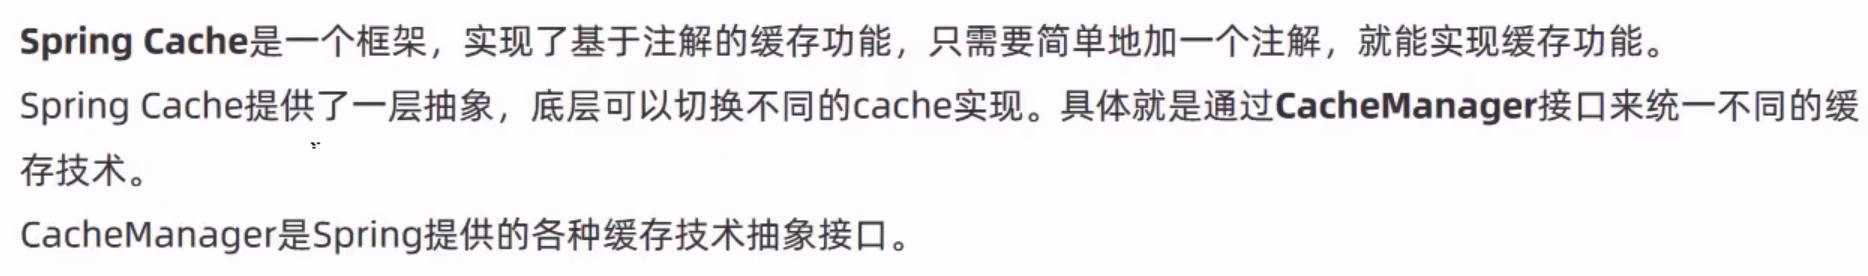 Spring Cache是一个框架，实现了基于注解的缓存功能，只需要简单地加一个注解，就能实现缓存功能。
Spring Cache提供了一层抽象，底层可以切换不同的cache实现。具体就是通过CacheManager接口来统一不同的缓
存技术。
CacheManager是Spring提供的各种缓存技术抽象接口。